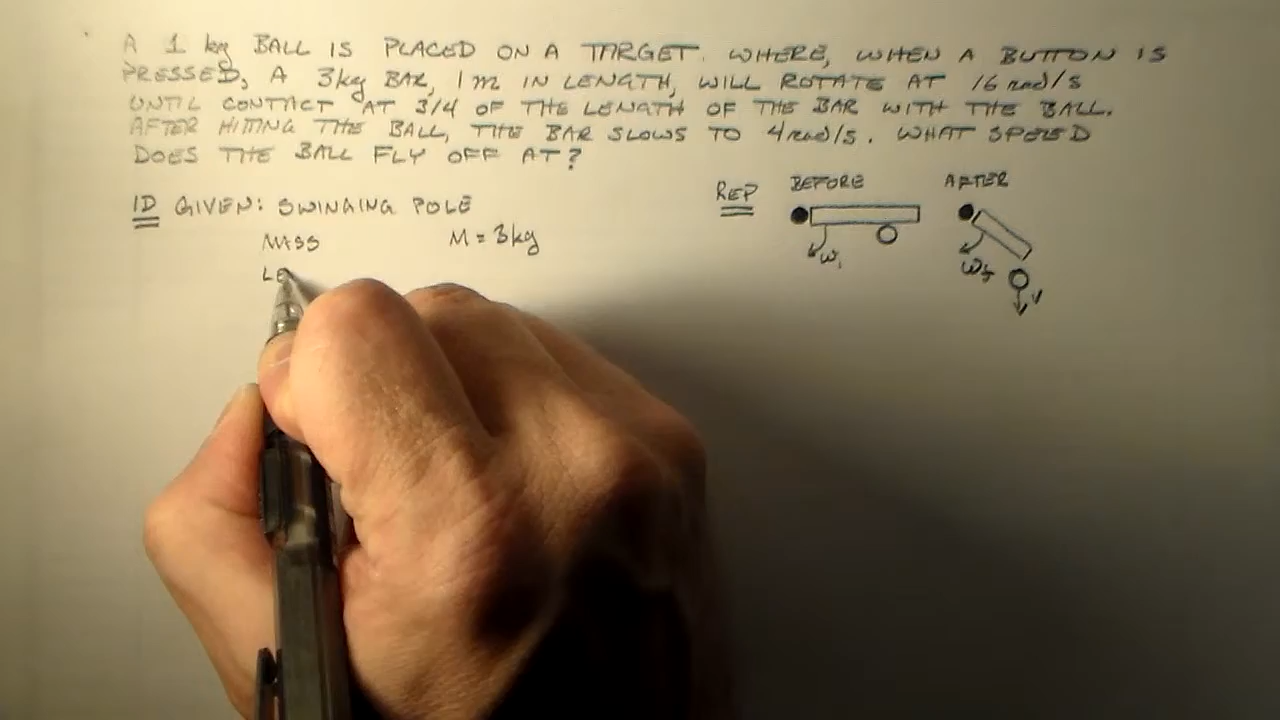 A 1 kg BALL IS PLACED ON A TARGET. WHERE, WHEN A BUTTON IS
PRESSED, A 3kg BAR, 1m IN LENGTH, WILL ROTATE AT 16 rad/s
UNTIL CONTACT AT 3/4 OF THE LENGTH OF THE BAR WITH THE BALL.
AFTER HITTING THE BALL, THE BAR SLOWS TO 4 rad/s. WHAT SPEED
DOES THE BALL FLY OFF AT?
ID GIVEN: SWINGING POLE
MASS M = 3kg
LE
REP BEFORE AFTER
ωi ωf V